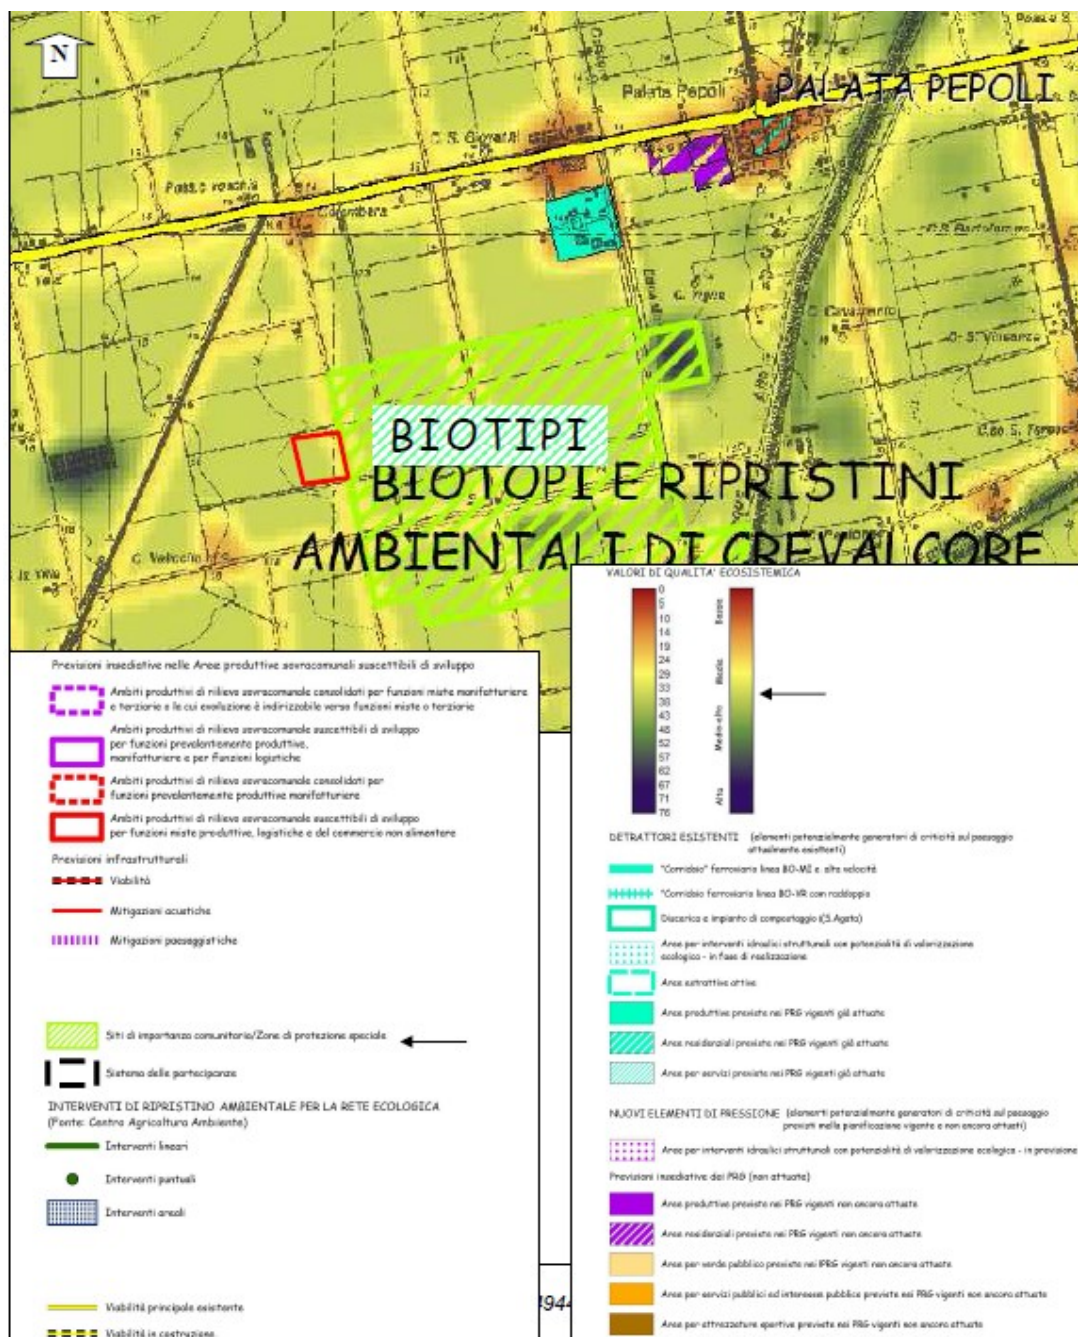 N
PALATA PEPOLI
Palata Pepoli
C. S. Giovanni
Colombara
C. Vigna
BIOTIPI
BIOTOPI E RIPRISTINI
AMBIENTALI DI CREVALCORE
VALORI DI QUALITA' ECOSISTEMICA
0
5
10
14
19
24
29
33
38
43
48
52
57
62
67
71
76
Bassa
Media
Medio-alta
Alta
Previsioni insediative nelle Aree produttive sovracomunali suscettibili di sviluppo
Ambiti produttivi di rilievo sovracomunale consolidati per funzioni miste manifatturiere
e terziarie o la cui evoluzione è indirizzabile verso funzioni miste o terziarie
Ambiti produttivi di rilievo sovracomunale suscettibili di sviluppo
per funzioni prevalentemente produttive,
manifatturiere e per funzioni logistiche
Ambiti produttivi di rilievo sovracomunale consolidati per
funzioni prevalentemente produttive manifatturiere
Ambiti produttivi di rilievo sovracomunale suscettibili di sviluppo
per funzioni miste produttive, logistiche e del commercio non alimentare
Previsioni infrastrutturali
Viabilità
Mitigazioni acustiche
Mitigazioni paesaggistiche
Siti di importanza comunitaria/Zone di protezione speciale
Sistema delle partecipanze
INTERVENTI DI RIPRISTINO AMBIENTALE PER LA RETE ECOLOGICA
(Fonte: Centro Agricoltura Ambiente)
Interventi lineari
Interventi puntuali
Interventi areali
Viabilità principale esistente
Viabilità in costruzione
DETRATTORI ESISTENTI (elementi potenzialmente generatori di criticità sul paesaggio
attualmente esistenti)
"Corridoio" ferroviario linea BO-MI e alta velocità
"Corridoio ferroviario linea BO-VR con raddoppio
Discarica e impianto di compostaggio (S.Agata)
Aree per interventi idraulici strutturali con potenzialità di valorizzazione
ecologica - in fase di realizzazione
Aree estrattive attive
Aree produttive previste nei PRG vigenti già attuate
Aree residenziali previste nei PRG vigenti già attuate
Aree per servizi previste nei PRG vigenti già attuate
NUOVI ELEMENTI DI PRESSIONE (elementi potenzialmente generatori di criticità sul paesaggio
previsti nella pianificazione vigente e non ancora attuati)
Aree per interventi idraulici strutturali con potenzialità di valorizzazione ecologica - in previsione
Previsioni insediative dei PRG (non attuate)
Aree produttive previste nei PRG vigenti non ancora attuate
Aree residenziali previste nei PRG vigenti non ancora attuate
Aree per verde pubblico previste nei PRG vigenti non ancora attuate
Aree per servizi pubblici ed interesse pubblico previste nei PRG vigenti non ancora attuate
Aree per attrezzature sportive previste nei PRG vigenti non ancora attuate